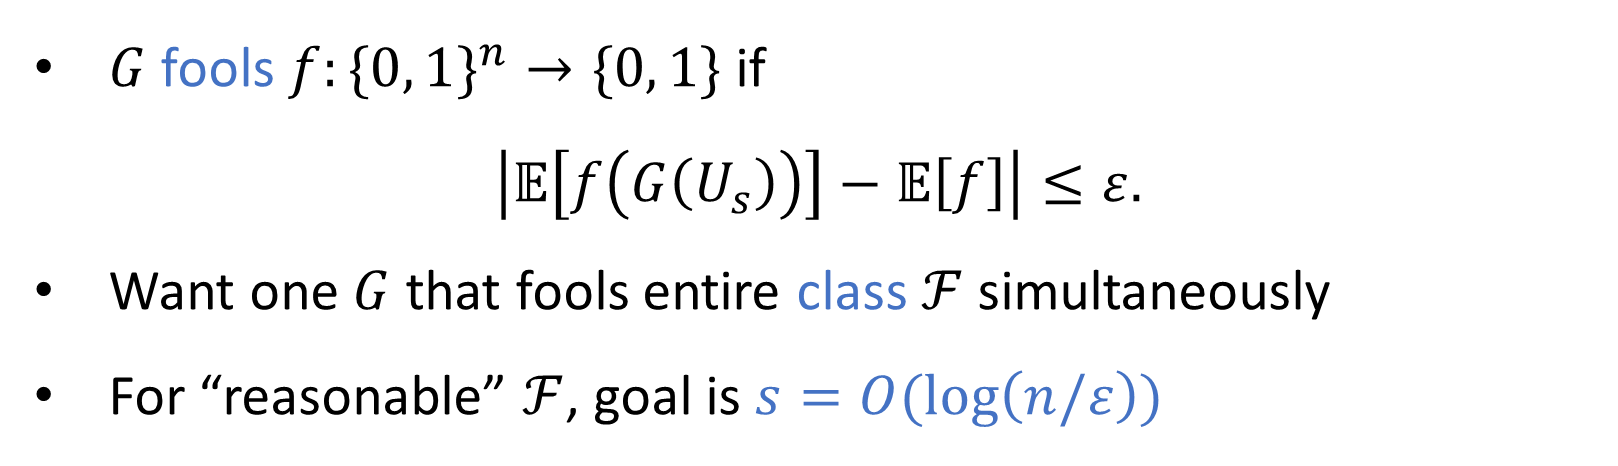 • G fools f: {0, 1}ⁿ → {0, 1} if
|𝔼[f(G(Uₛ))] − 𝔼[f]| ≤ ε.
• Want one G that fools entire class ℱ simultaneously
• For “reasonable” ℱ, goal is s = O(log(n/ε))